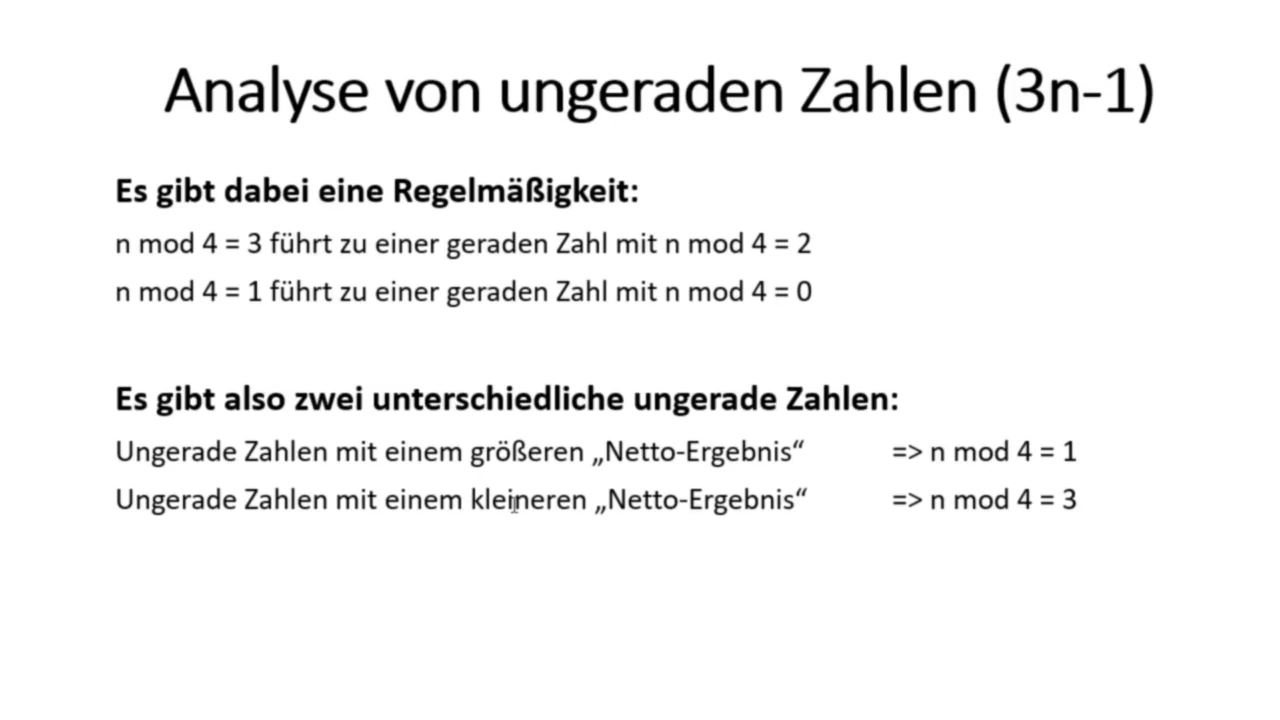 Analyse von ungeraden Zahlen (3n-1)
Es gibt dabei eine Regelmäßigkeit:
n mod 4 = 3 führt zu einer geraden Zahl mit n mod 4 = 2
n mod 4 = 1 führt zu einer geraden Zahl mit n mod 4 = 0
Es gibt also zwei unterschiedliche ungerade Zahlen:
Ungerade Zahlen mit einem größeren „Netto-Ergebnis“ => n mod 4 = 1
Ungerade Zahlen mit einem kleineren „Netto-Ergebnis“ => n mod 4 = 3